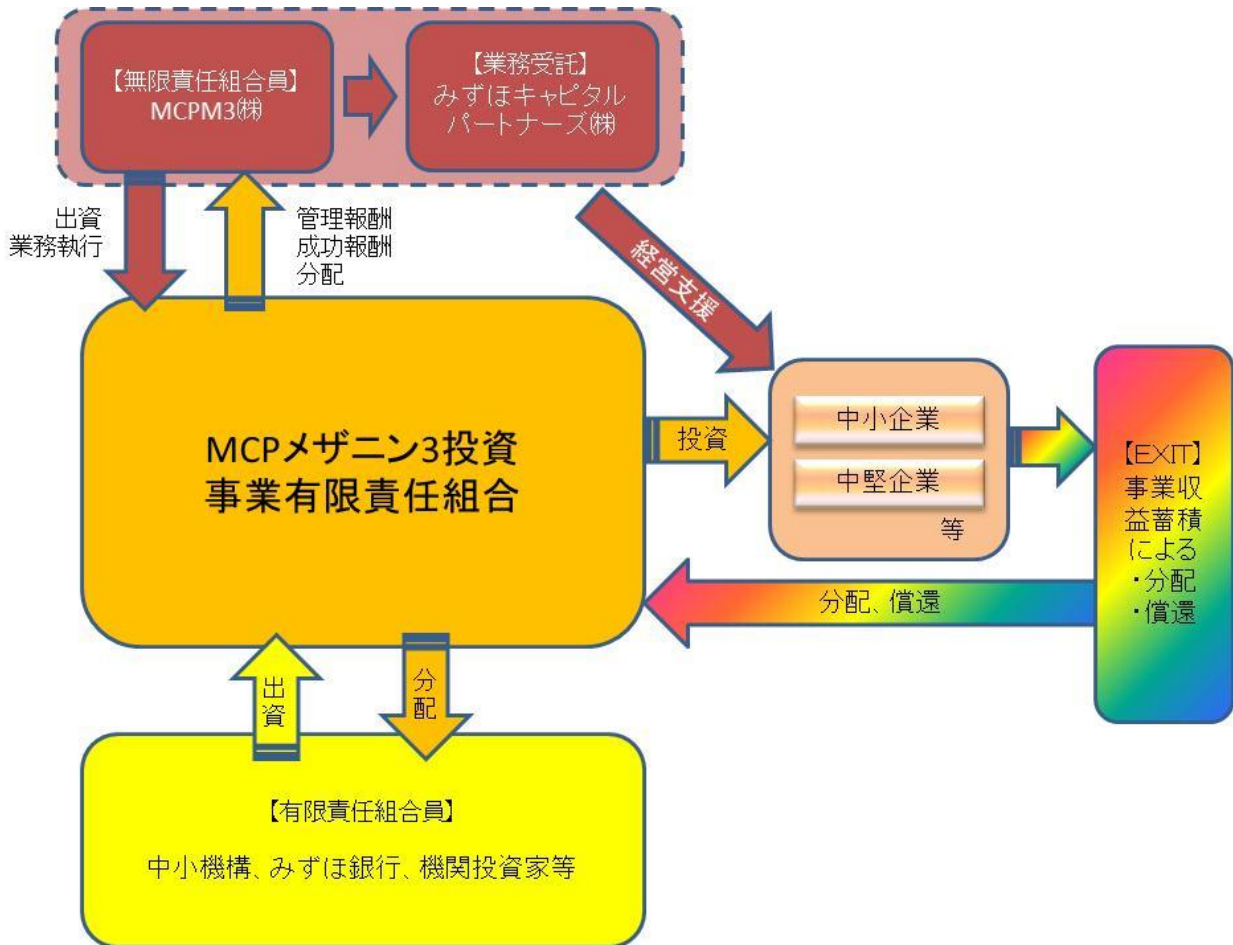 【無限責任組合員】
MCPM3㈱
【業務受託】
みずほキャピタル
パートナーズ㈱
出資
業務執行
管理報酬
成功報酬
分配
経営支援
MCPメザニン3投資
事業有限責任組合
投資
中小企業
中堅企業
等
【EXIT】
事業収
益蓄積
による
・分配
・償還
分配、償還
出資
分配
【有限責任組合員】
中小機構、みずほ銀行、機関投資家等